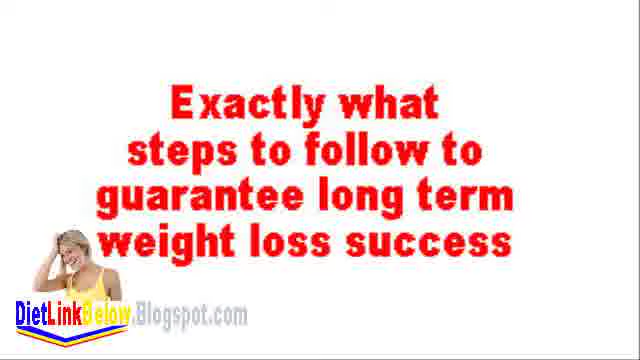 Exactly what
steps to follow to
guarantee long term
weight loss success
DietLinkBelow.Blogspot.com